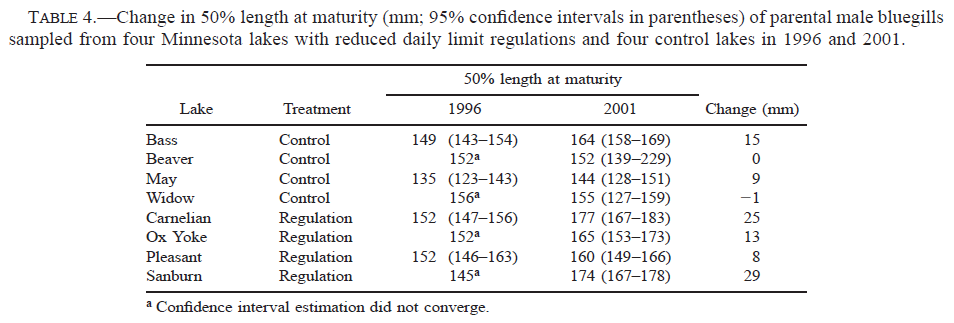 TABLE 4.—Change in 50% length at maturity (mm; 95% confidence intervals in parentheses) of parental male bluegills
sampled from four Minnesota lakes with reduced daily limit regulations and four control lakes in 1996 and 2001.
50% length at maturity
Lake Treatment 1996 2001 Change (mm)
Bass Control 149 (143–154) 164 (158–169) 15
Beaver Control 152ᵃ 152 (139–229) 0
May Control 135 (123–143) 144 (128–151) 9
Widow Control 156ᵃ 155 (127–159) −1
Carnelian Regulation 152 (147–156) 177 (167–183) 25
Ox Yoke Regulation 152ᵃ 165 (153–173) 13
Pleasant Regulation 152 (146–163) 160 (149–166) 8
Sanburn Regulation 145ᵃ 174 (167–178) 29
ᵃ Confidence interval estimation did not converge.